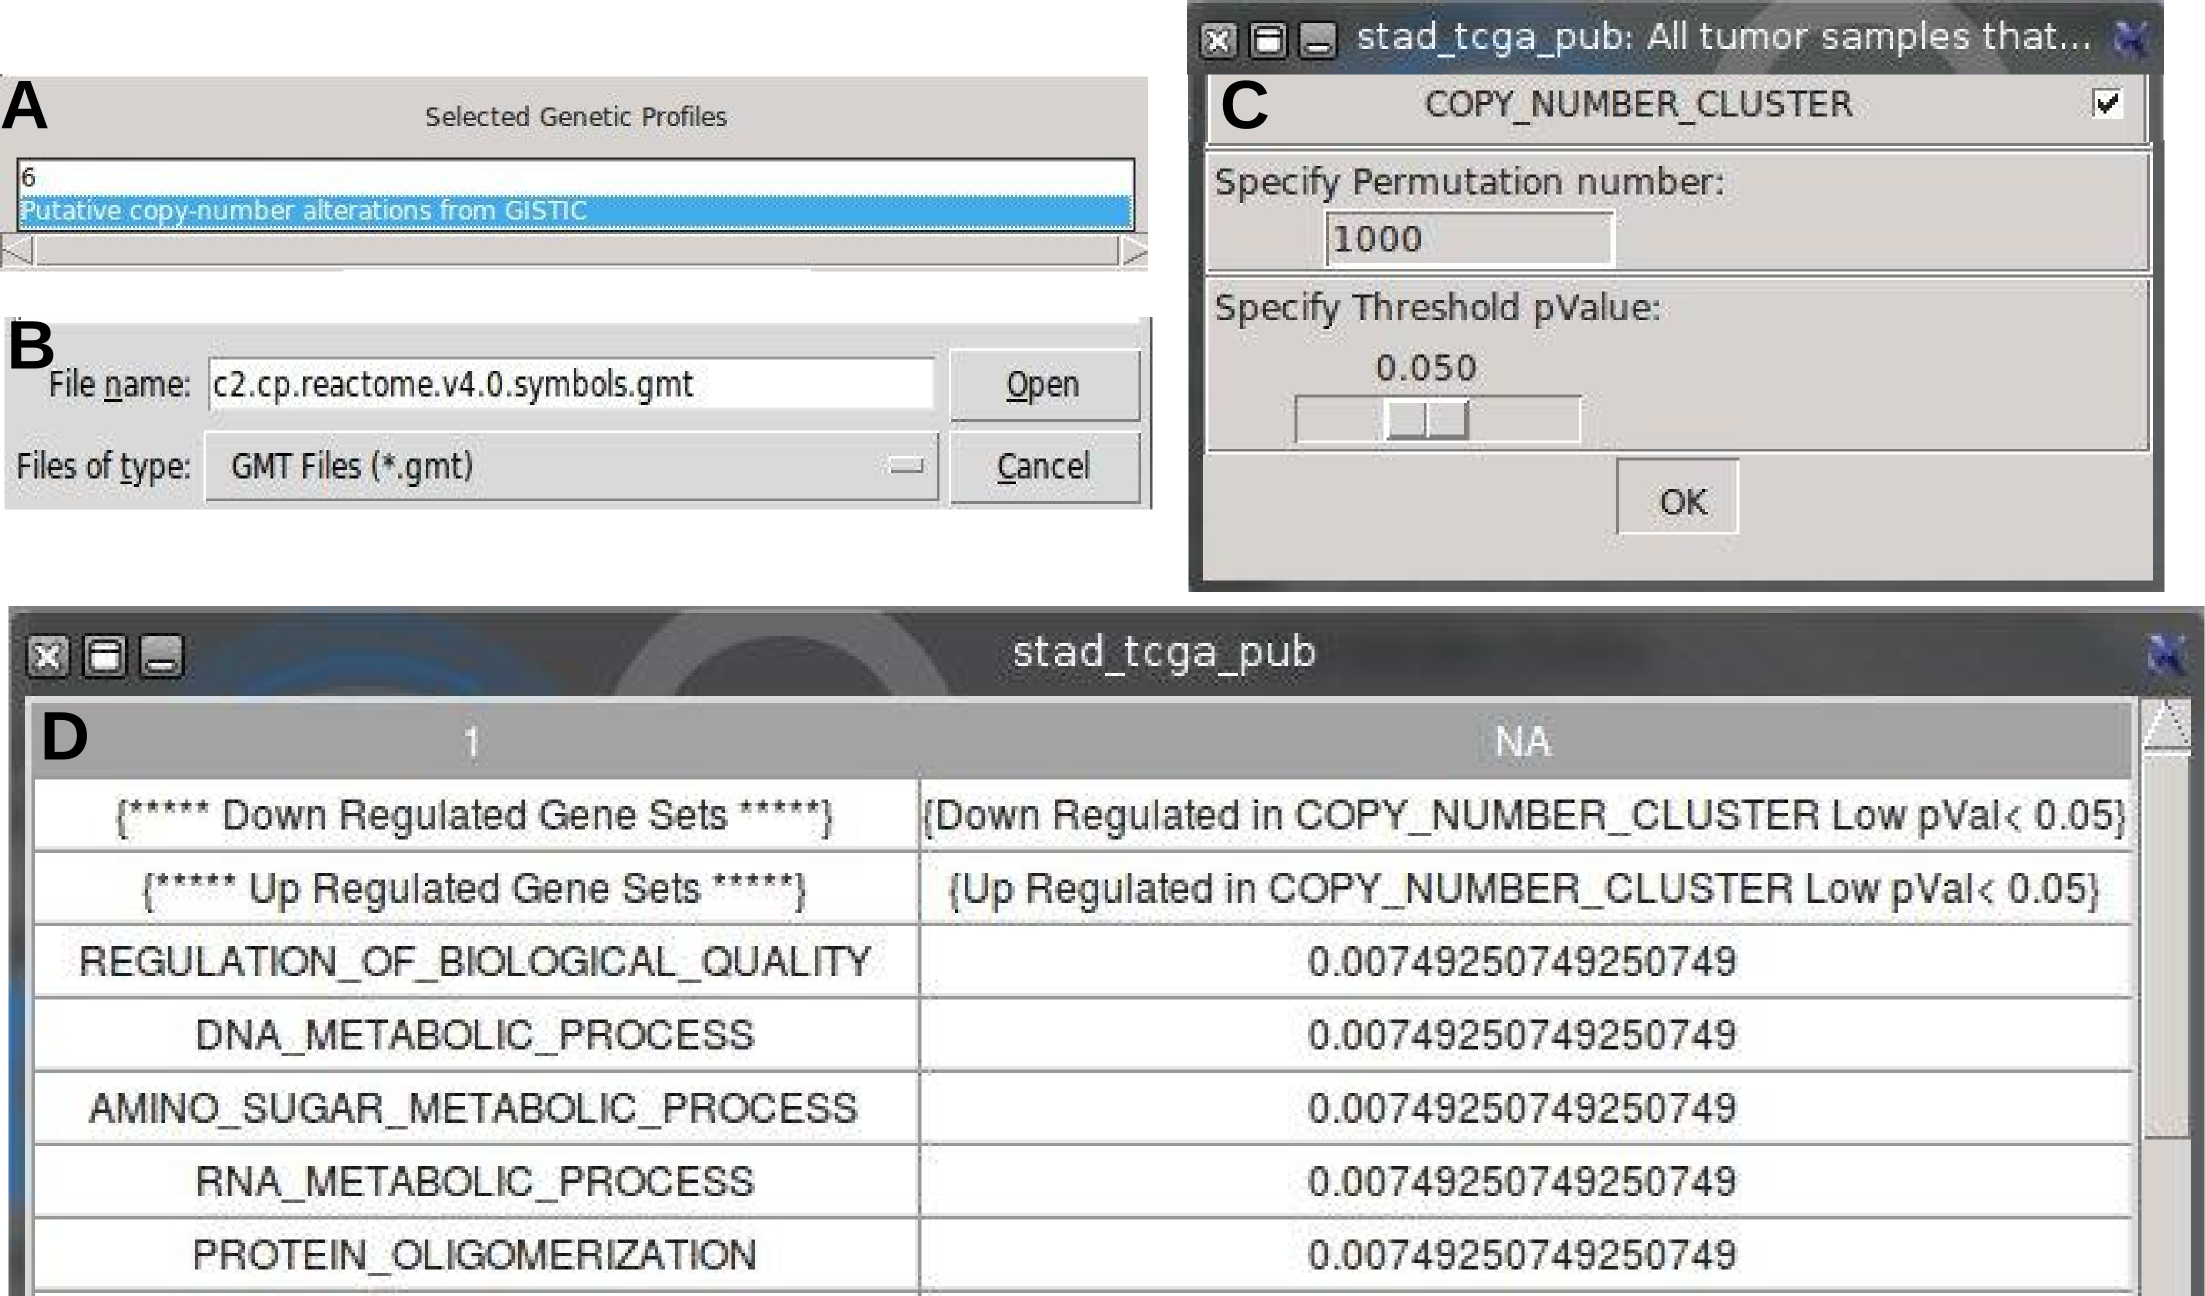 A
Selected Genetic Profiles
6
Putative copy-number alterations from GISTIC
B
File name: c2.cp.reactome.v4.0.symbols.gmt Open
Files of type: GMT Files (*.gmt) Cancel
stad_tcga_pub: All tumor samples that...
C
COPY_NUMBER_CLUSTER
Specify Permutation number:
1000
Specify Threshold pValue:
0.050
OK
stad_tcga_pub
D
1 NA
{***** Down Regulated Gene Sets *****} {Down Regulated in COPY_NUMBER_CLUSTER Low pVal< 0.05}
{***** Up Regulated Gene Sets *****} {Up Regulated in COPY_NUMBER_CLUSTER Low pVal< 0.05}
REGULATION_OF_BIOLOGICAL_QUALITY 0.00749250749250749
DNA_METABOLIC_PROCESS 0.00749250749250749
AMINO_SUGAR_METABOLIC_PROCESS 0.00749250749250749
RNA_METABOLIC_PROCESS 0.00749250749250749
PROTEIN_OLIGOMERIZATION 0.00749250749250749